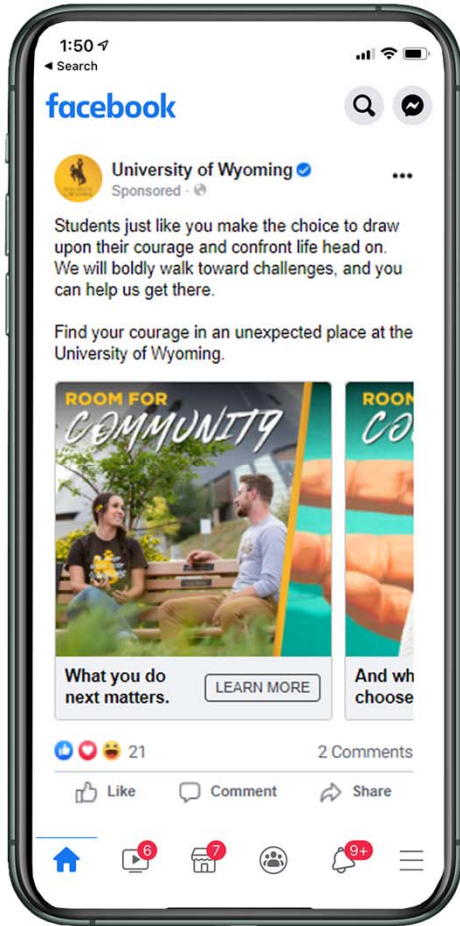 1:50
◀ Search
facebook
University of Wyoming
Sponsored ·
Students just like you make the choice to draw
upon their courage and confront life head on.
We will boldly walk toward challenges, and you
can help us get there.
Find your courage in an unexpected place at the
University of Wyoming.
ROOM FOR
COMMUNITY
ROOM
CO
What you do
next matters.
LEARN MORE
And wh
choose
21
2 Comments
Like
Comment
Share
6
7
9+